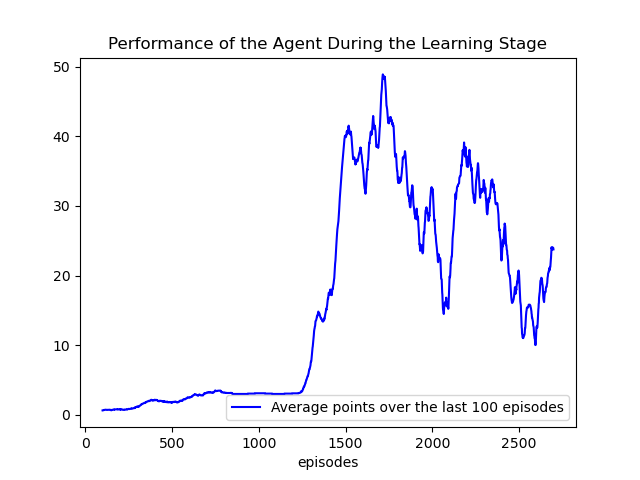 Performance of the Agent During the Learning Stage
50
40
30
20
10
0
Average points over the last 100 episodes
0 500 1000 1500 2000 2500
episodes